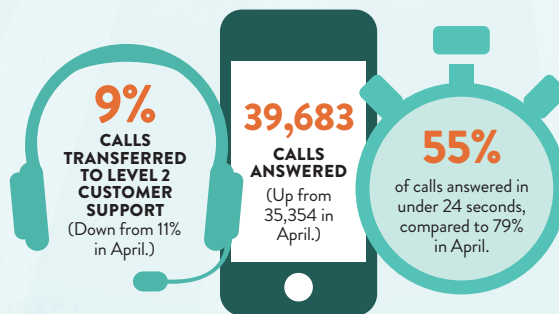 9%
CALLS
TRANSFERRED
TO LEVEL 2
CUSTOMER
SUPPORT
(Down from 11%
in April.)
39,683
CALLS
ANSWERED
(Up from
35,354 in
April.)
55%
of calls answered in
under 24 seconds,
compared to 79%
in April.